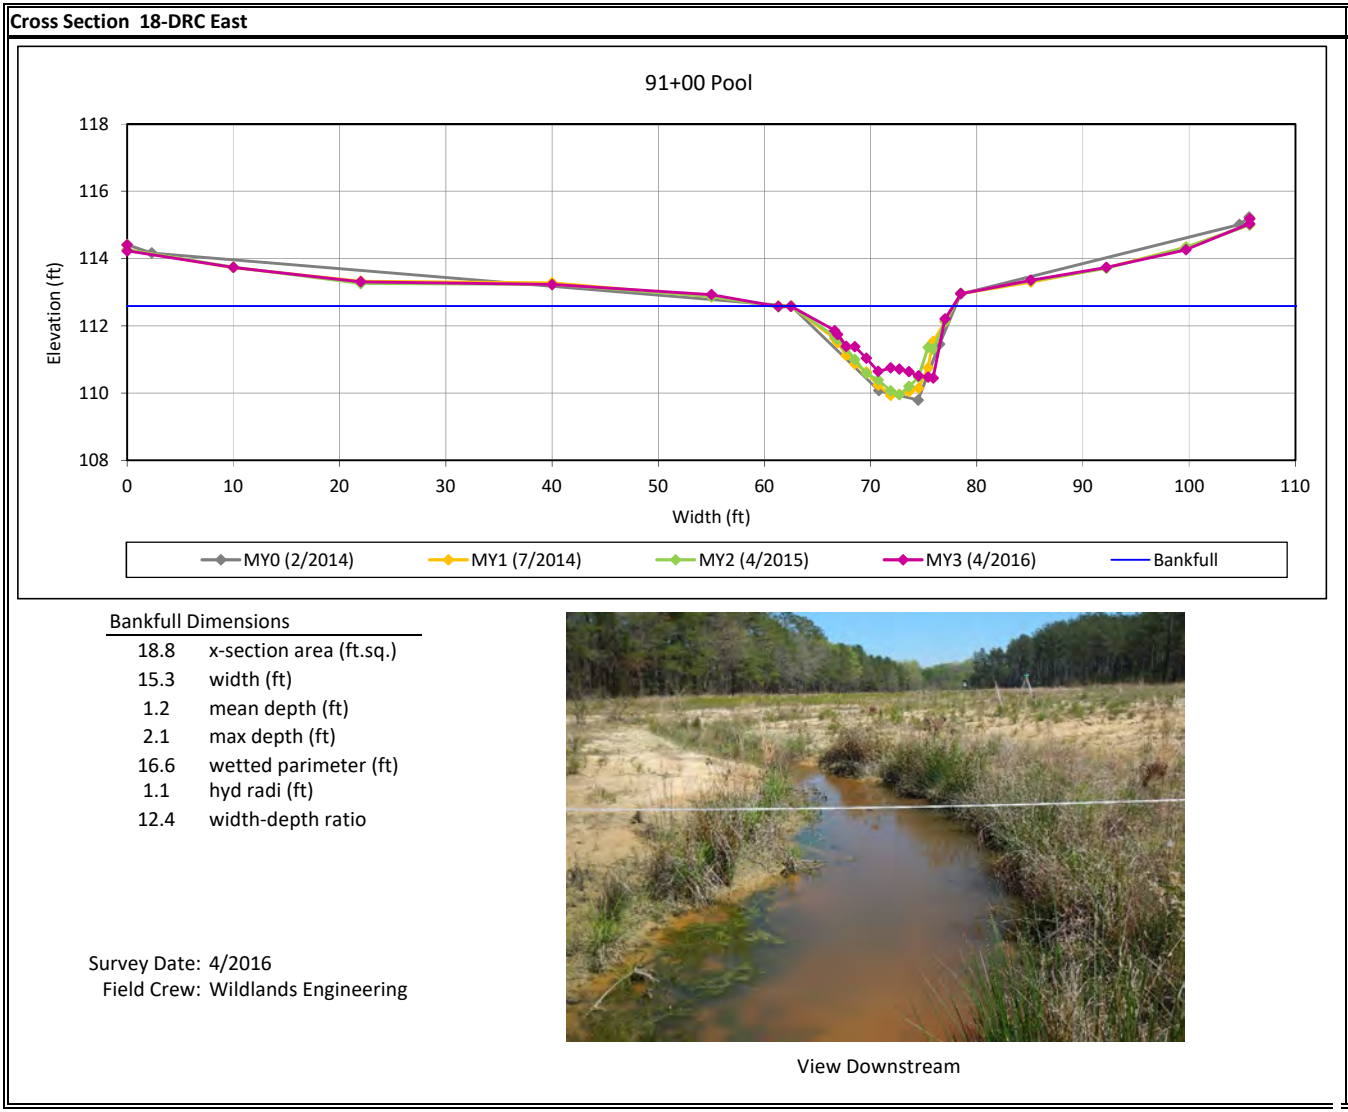 Cross Section 18-DRC East
91+00 Pool
118
116
114
112
110
108
Elevation (ft)
0 10 20 30 40 50 60 70 80 90 100 110
Width (ft)
MY0 (2/2014) MY1 (7/2014) MY2 (4/2015) MY3 (4/2016) Bankfull
Bankfull Dimensions
18.8 x-section area (ft.sq.)
15.3 width (ft)
1.2 mean depth (ft)
2.1 max depth (ft)
16.6 wetted parimeter (ft)
1.1 hyd radi (ft)
12.4 width-depth ratio
Survey Date: 4/2016
Field Crew: Wildlands Engineering
View Downstream